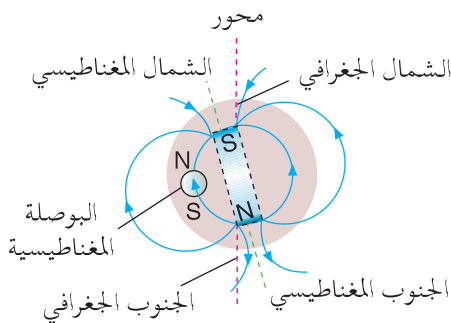 محور
الشمال المغناطيسي
الشمال الجغرافي
S
N
S
N
البوصلة
المغناطيسية
الجنوب الجغرافي
الجنوب المغناطيسي